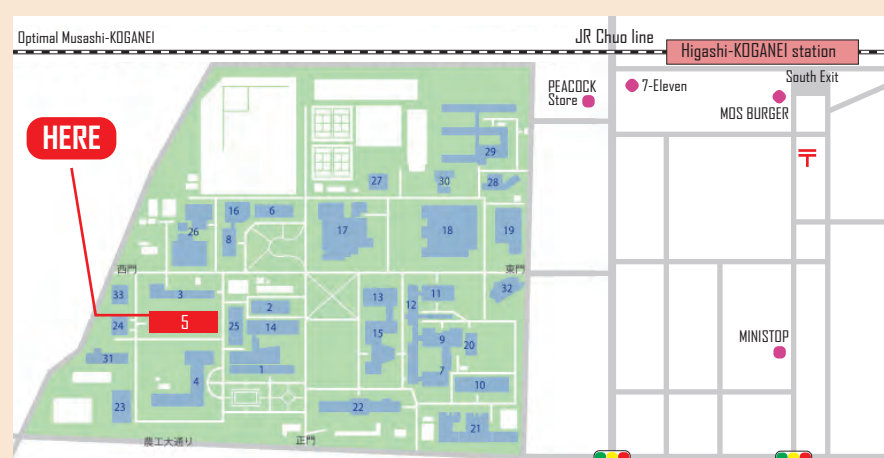 Optimal Musashi-KOGANEI
JR Chuo line
Higashi-KOGANEI station
South Exit
PEACOCK
Store
7-Eleven
MOS BURGER
〒
HERE
29
27
30
28
16
6
26
8
17
18
19
西門
東門
33
3
32
5
24
25
2
14
13
12
11
15
9
20
7
31
4
1
10
23
22
21
MINISTOP
農工大通り
正門